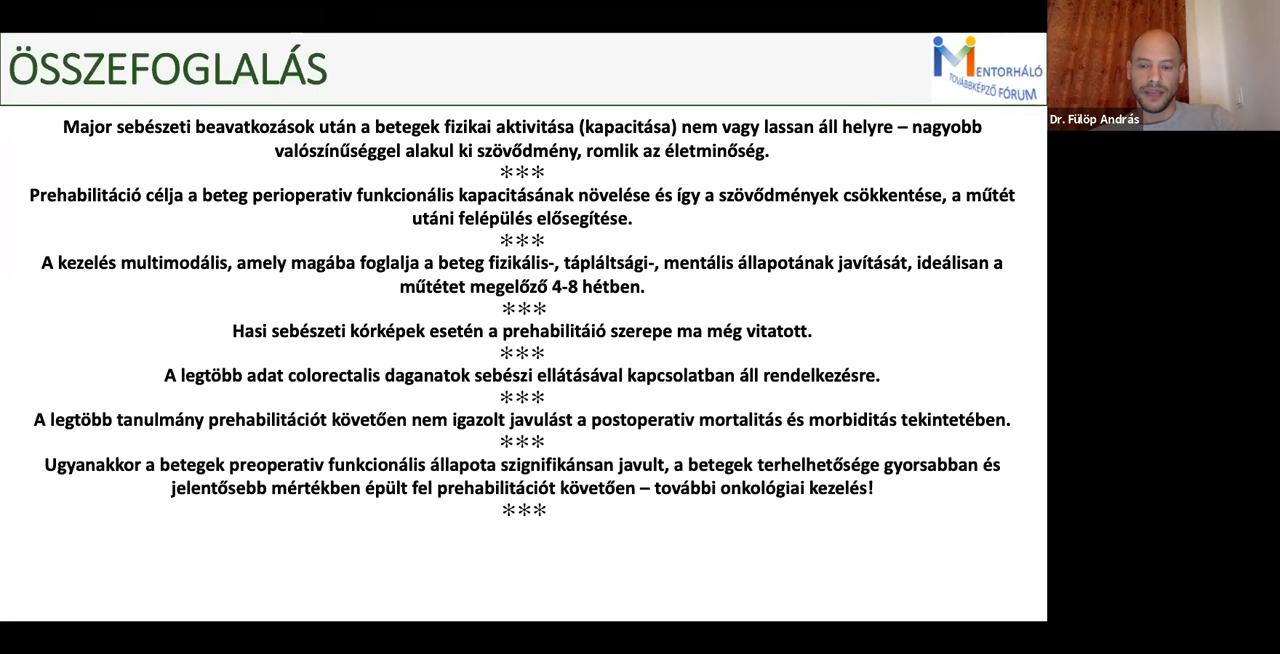 ÖSSZEFOGLALÁS
MENTORHÁLÓ
TOVÁBBKÉPZŐ FÓRUM
Dr. Fülöp András
Major sebészeti beavatkozások után a betegek fizikai aktivitása (kapacitása) nem vagy lassan áll helyre – nagyobb
valószínűséggel alakul ki szövődmény, romlik az életminőség.
***
Prehabilitáció célja a beteg perioperativ funkcionális kapacitásának növelése és így a szövődmények csökkentése, a műtét
utáni felépülés elősegítése.
***
A kezelés multimodális, amely magába foglalja a beteg fizikális-, tápláltsági-, mentális állapotának javítását, ideálisan a
műtétet megelőző 4-8 hétben.
***
Hasi sebészeti kórképek esetén a prehabilitáió szerepe ma még vitatott.
***
A legtöbb adat colorectalis daganatok sebészi ellátásával kapcsolatban áll rendelkezésre.
***
A legtöbb tanulmány prehabilitációt követően nem igazolt javulást a postoperativ mortalitás és morbiditás tekintetében.
***
Ugyanakkor a betegek preoperativ funkcionális állapota szignifikánsan javult, a betegek terhelhetősége gyorsabban és
jelentősebb mértékben épült fel prehabilitációt követően – további onkológiai kezelés!
***